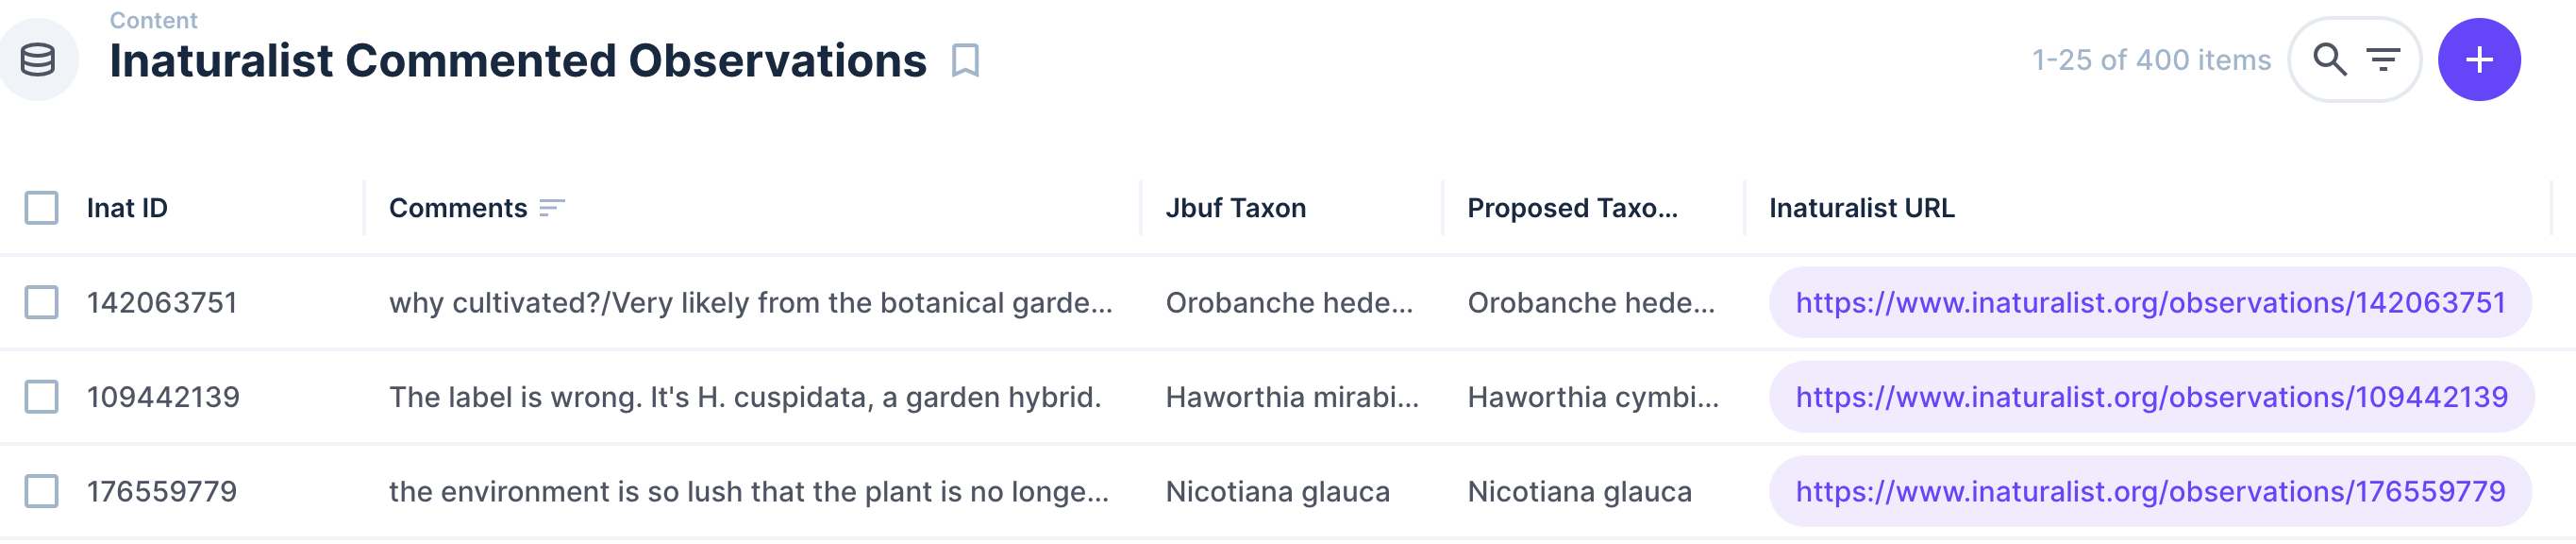 Content
Inaturalist Commented Observations
1-25 of 400 items
Inat ID Comments Jbuf Taxon Proposed Taxo... Inaturalist URL
142063751 why cultivated?/Very likely from the botanical garde... Orobanche hede... Orobanche hede... https://www.inaturalist.org/observations/142063751
109442139 The label is wrong. It's H. cuspidata, a garden hybrid. Haworthia mirabi... Haworthia cymbi... https://www.inaturalist.org/observations/109442139
176559779 the environment is so lush that the plant is no longe... Nicotiana glauca Nicotiana glauca https://www.inaturalist.org/observations/176559779